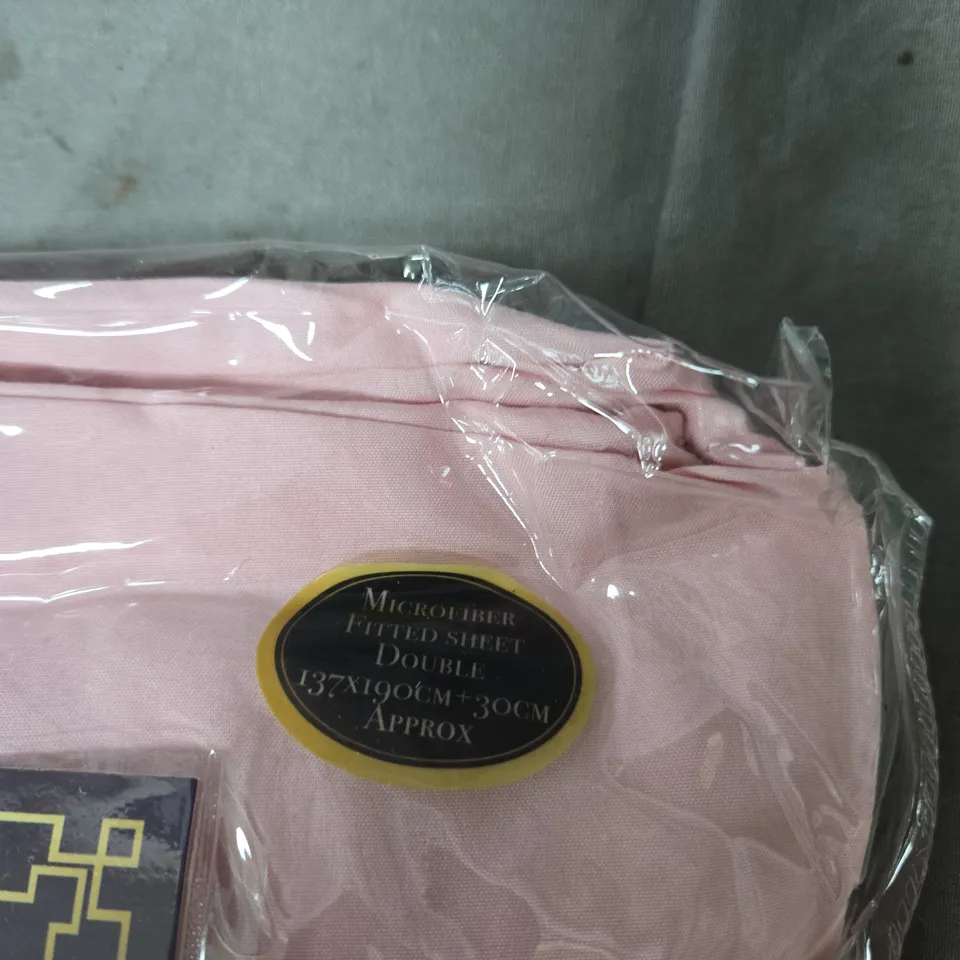 Microfiber
Fitted sheet
Double
137x190cm+30cm
Approx